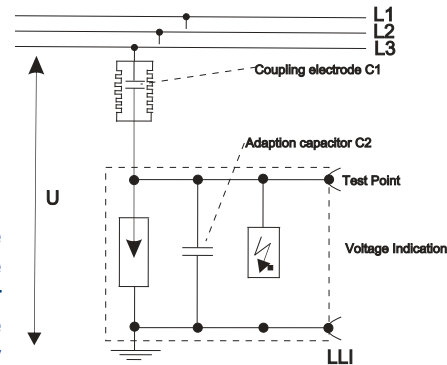 L1
L2
L3
Coupling electrode C1
Adaption capacitor C2
Test Point
U
Voltage Indication
LLI